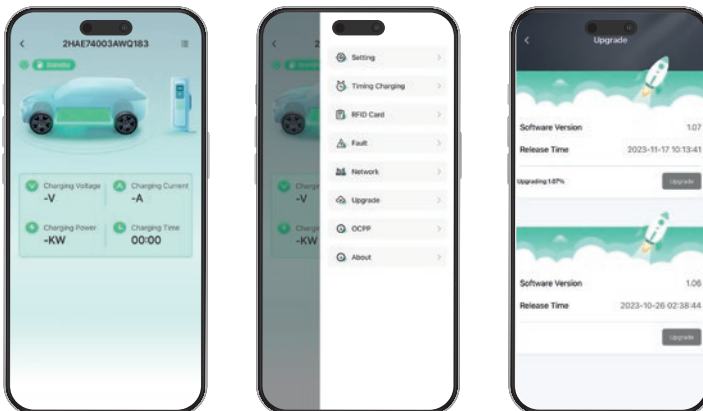 2HAE74003AWQ183
Standby
Charging Voltage
-V
Charging Current
-A
Charging Power
-KW
Charging Time
00:00
2
Charging
-V
-KW
Setting
Timing Charging
RFID Card
Fault
Network
Upgrade
OCPP
About
Upgrade
Software Version 1.07
Release Time 2023-11-17 10:13:41
Upgrading 1.87% Upgrade
Software Version 1.06
Release Time 2023-10-26 02:38:44
Upgrade